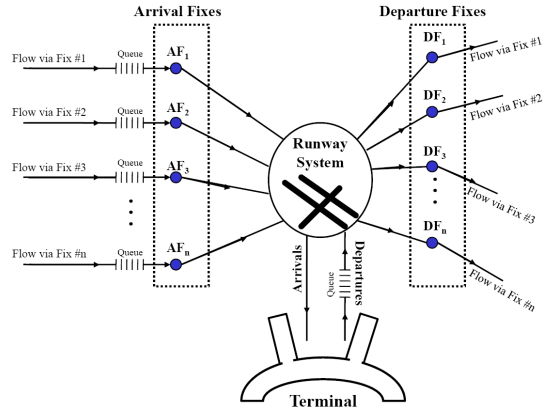 Arrival Fixes
Departure Fixes
Flow via Fix #1
Queue
AF1
Flow via Fix #2
Queue
AF2
Flow via Fix #3
Queue
AF3
Flow via Fix #n
Queue
AFn
Runway
System
DF1
Flow via Fix #1
DF2
Flow via Fix #2
DF3
Flow via Fix #3
DFn
Flow via Fix #n
Arrivals
Queue
Departures
Terminal